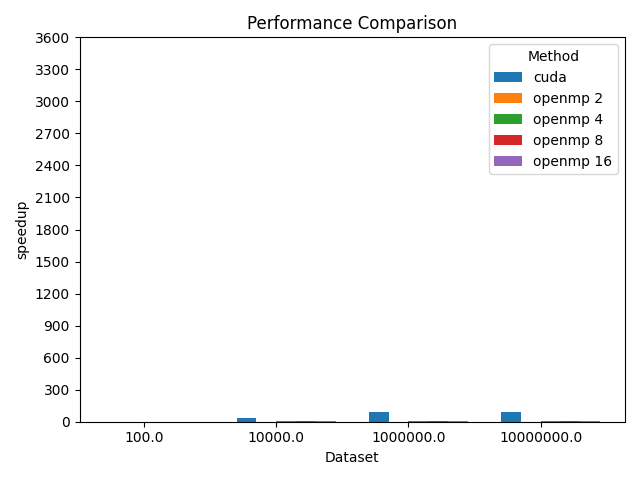 Performance Comparison
speedup
3600
3300
3000
2700
2400
2100
1800
1500
1200
900
600
300
0
Method
cuda
openmp 2
openmp 4
openmp 8
openmp 16
100.0
10000.0
1000000.0
10000000.0
Dataset